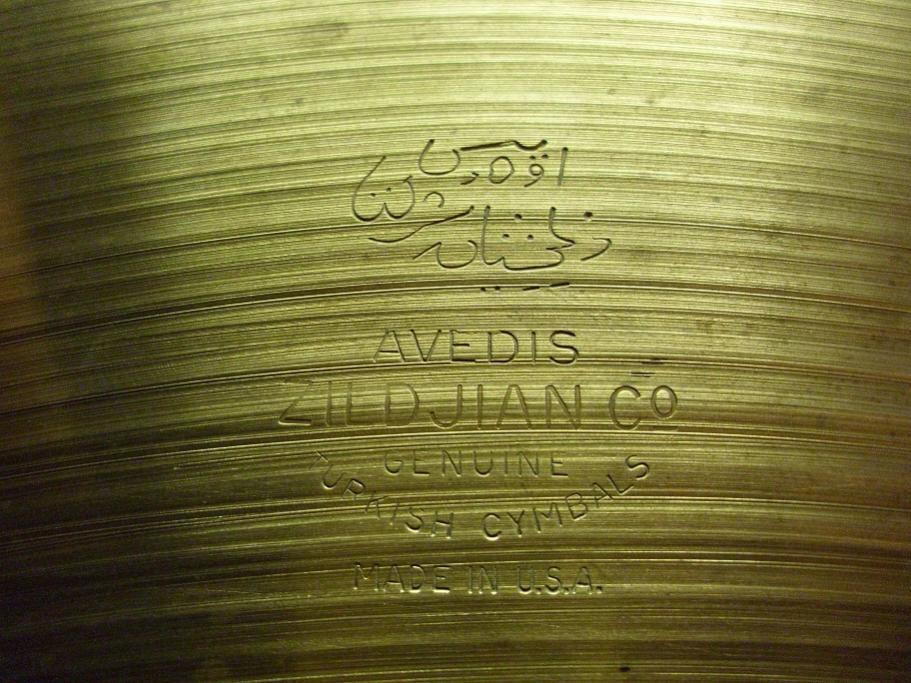 AVEDIS
ZILDJIAN CO
GENUINE
TURKISH CYMBALS
MADE IN U.S.A.